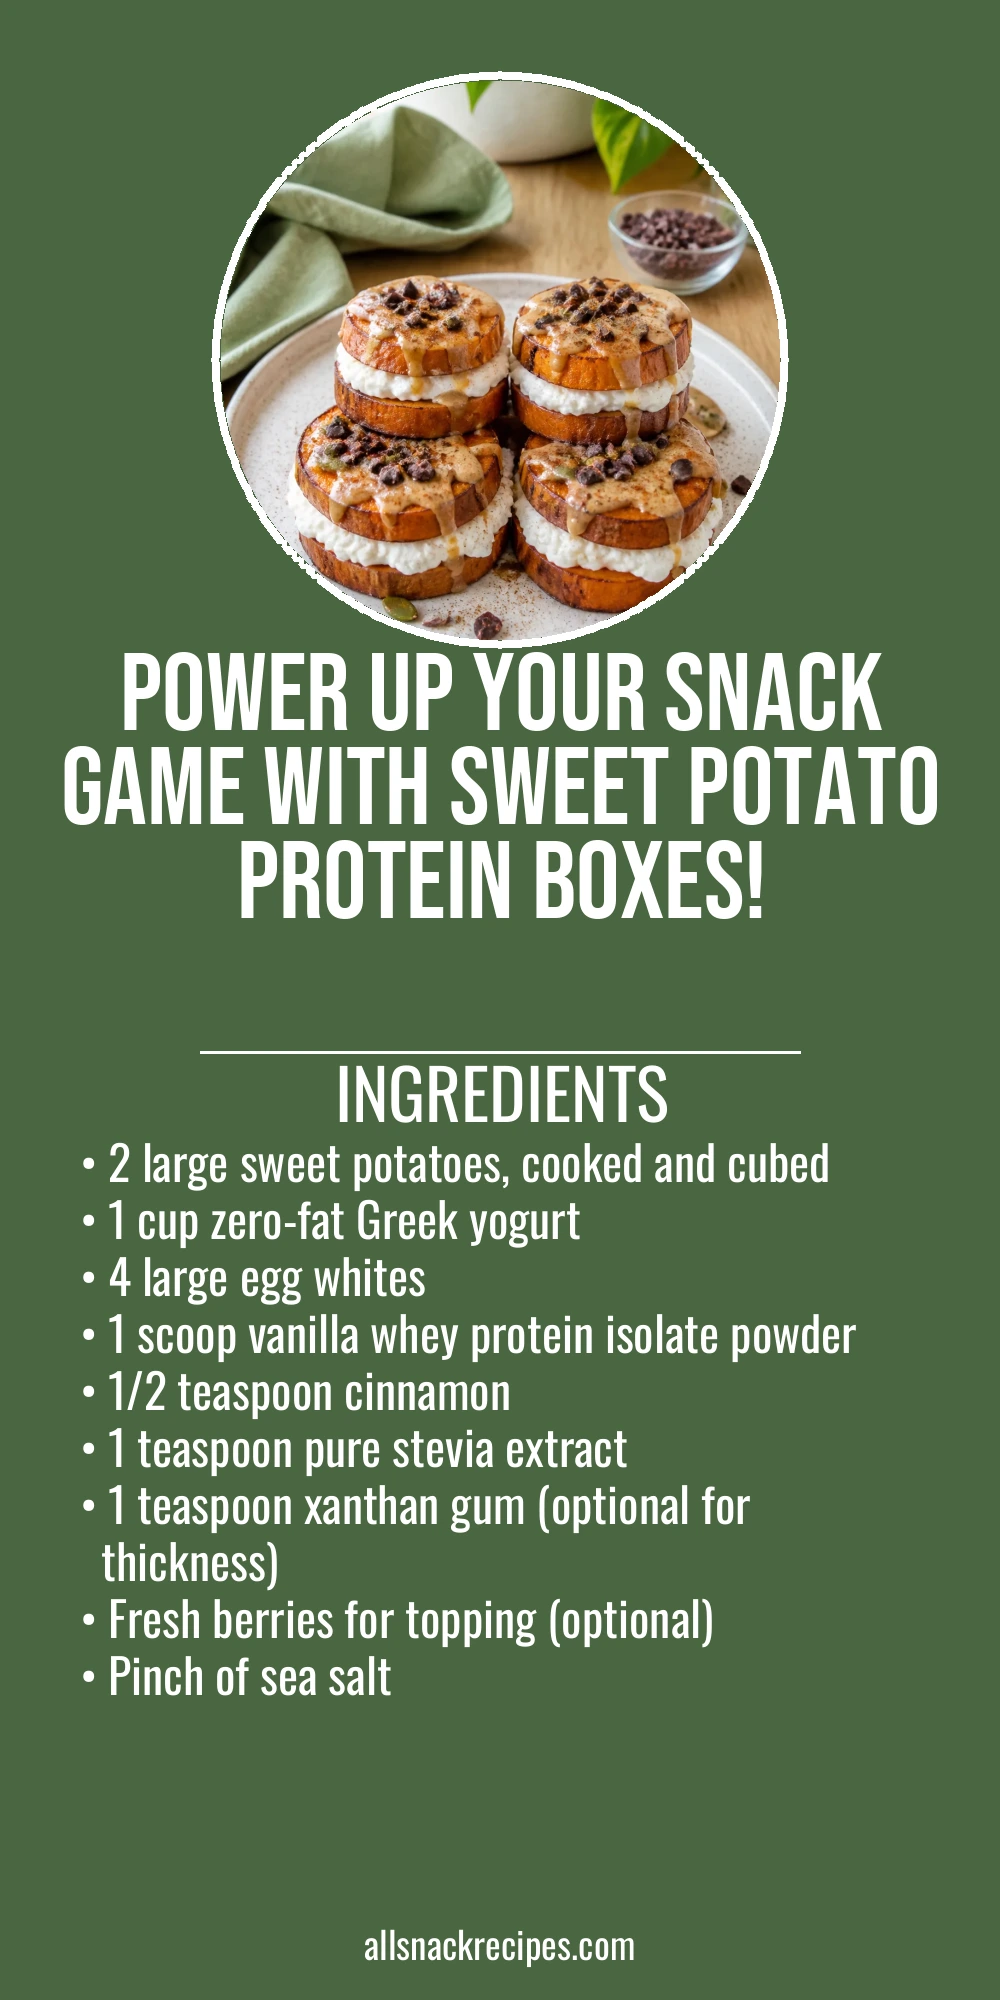 POWER UP YOUR SNACK
GAME WITH SWEET POTATO
PROTEIN BOXES!
INGREDIENTS
• 2 large sweet potatoes, cooked and cubed
• 1 cup zero-fat Greek yogurt
• 4 large egg whites
• 1 scoop vanilla whey protein isolate powder
• 1/2 teaspoon cinnamon
• 1 teaspoon pure stevia extract
• 1 teaspoon xanthan gum (optional for
thickness)
• Fresh berries for topping (optional)
• Pinch of sea salt
allsnackrecipes.com